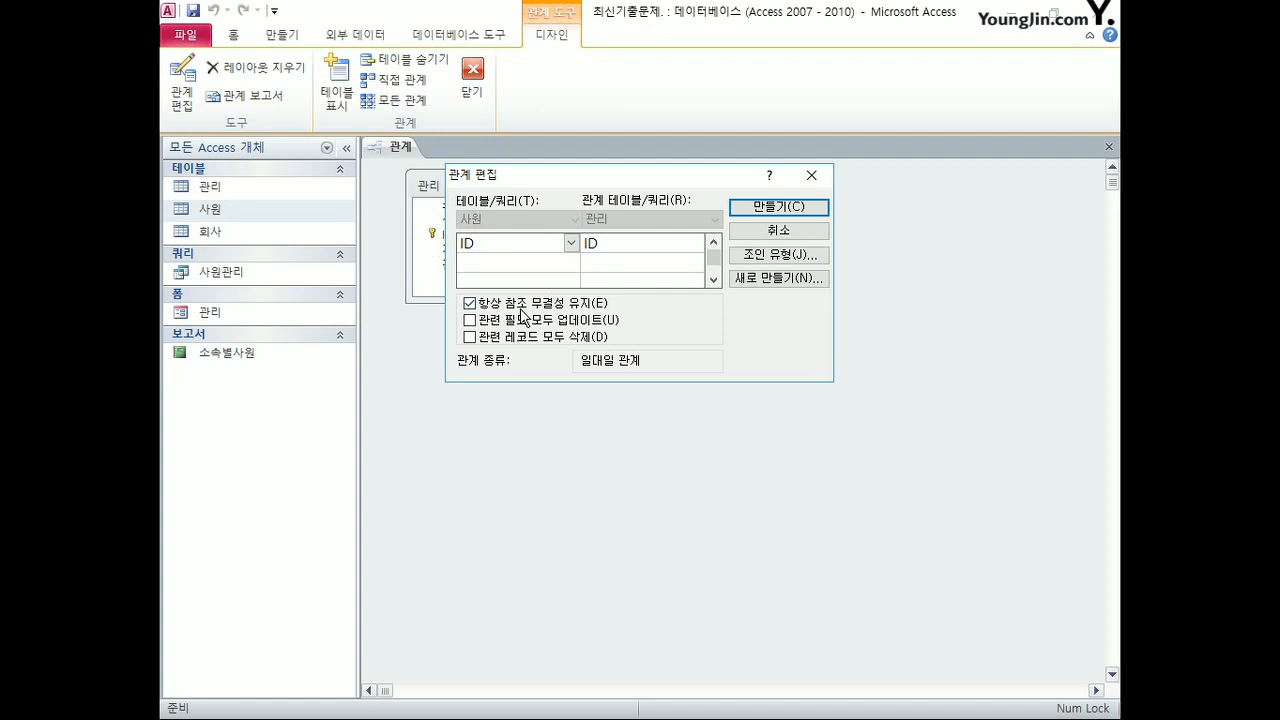 최신기출문제. : 데이터베이스 (Access 2007 - 2010) - Microsoft Access
관계 도구
YoungJin.com Y.
파일 홈 만들기 외부 데이터 데이터베이스 도구 디자인
관계 편집
레이아웃 지우기
관계 보고서
도구
테이블 표시
테이블 숨기기
직접 관계
모든 관계
닫기
관계
모든 Access 개체
테이블
관리
사원
회사
쿼리
사원관리
폼
관리
보고서
소속별사원
관계
관리
관계 편집
테이블/쿼리(T): 관계 테이블/쿼리(R):
사원 관리
ID ID
항상 참조 무결성 유지(E)
관련 필드 모두 업데이트(U)
관련 레코드 모두 삭제(D)
관계 종류: 일대일 관계
만들기(C)
취소
조인 유형(J)...
새로 만들기(N)...
준비
Num Lock